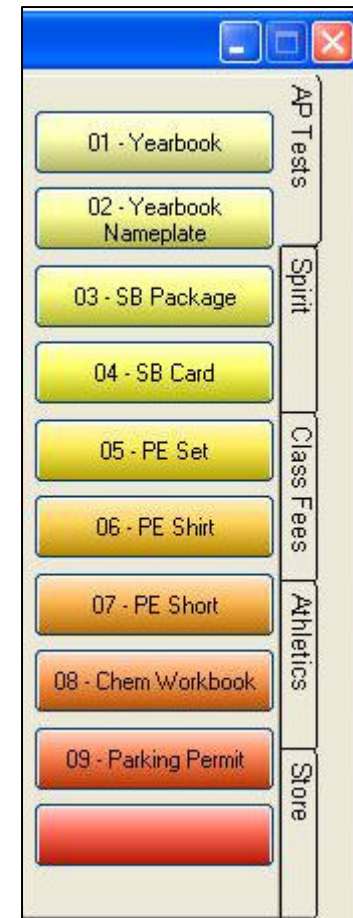 01 - Yearbook
02 - Yearbook
Nameplate
03 - SB Package
04 - SB Card
05 - PE Set
06 - PE Shirt
07 - PE Short
08 - Chem Workbook
09 - Parking Permit
AP Tests
Spirit
Class Fees
Athletics
Store